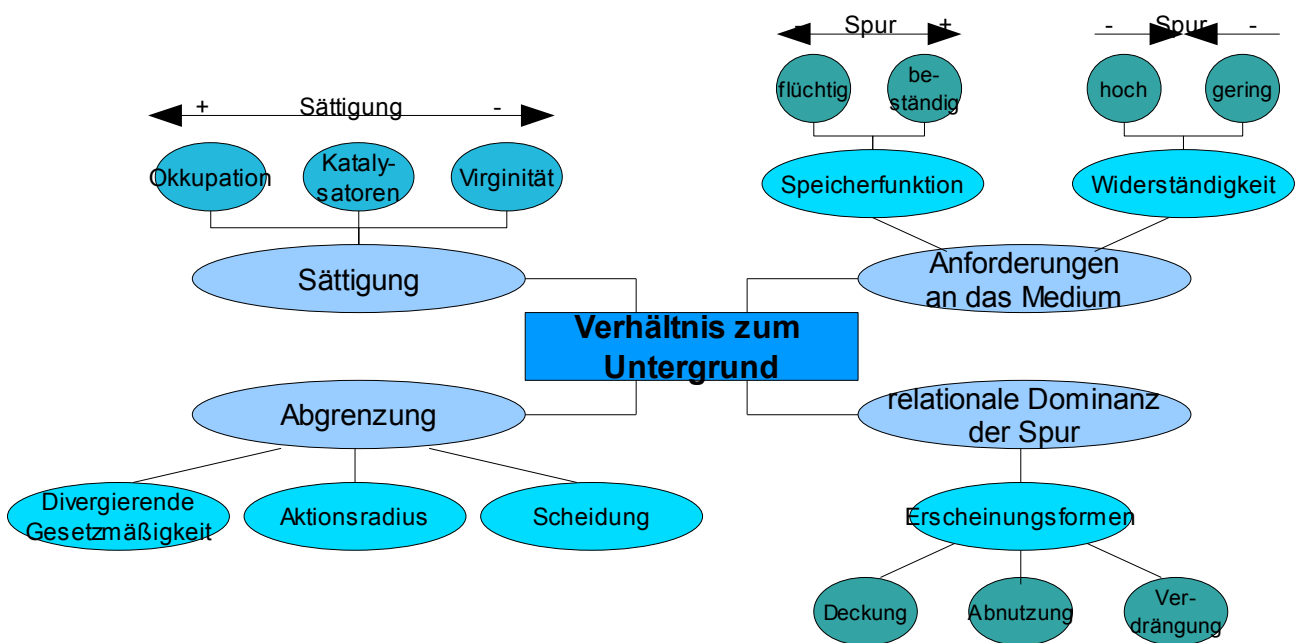 - Spur +
- Spur -
flüchtig
be-
ständig
hoch
gering
+ Sättigung -
Okkupation
Kataly-
satoren
Virginität
Speicherfunktion
Widerständigkeit
Sättigung
Anforderungen
an das Medium
Verhältnis zum
Untergrund
Abgrenzung
relationale Dominanz
der Spur
Divergierende
Gesetzmäßigkeit
Aktionsradius
Scheidung
Erscheinungsformen
Deckung
Abnutzung
Ver-
drängung